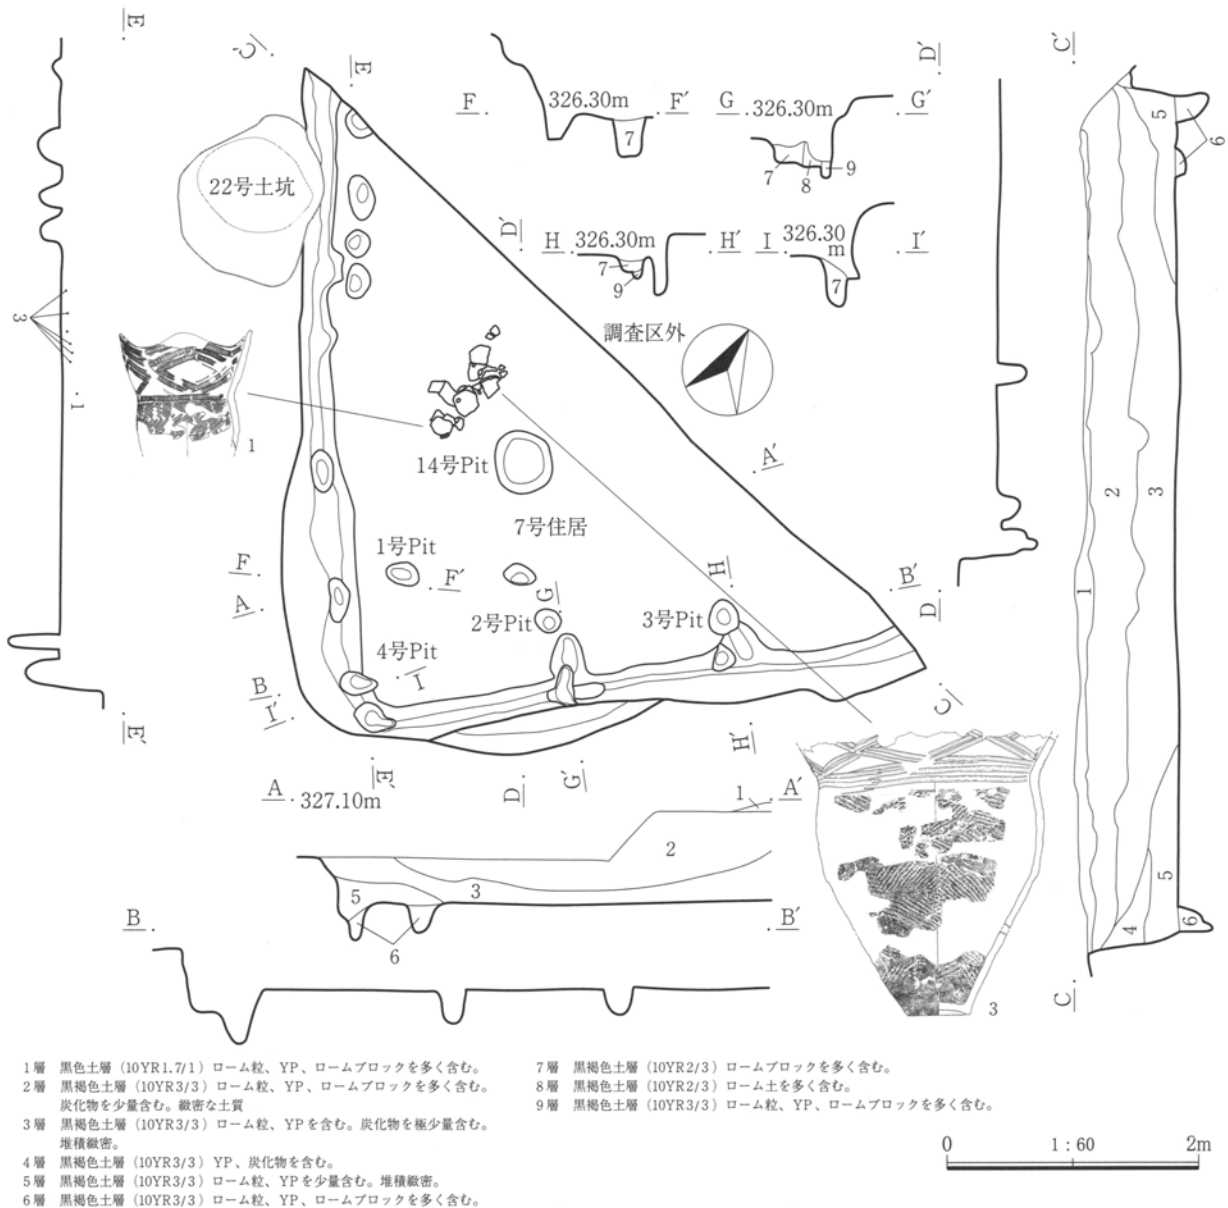 E
C′
E
F
326.30m
F′
G
326.30m
G′
D′
C′
7
7
8
9
5
6
22号土坑
D′
H
326.30m
H′
I
326.30
m
I′
7
9
7
3
調査区外
1
1
14号Pit
A′
7号住居
2
3
1号Pit
F
F′
A
H
B′
D
G
2号Pit
3号Pit
1
4号Pit
I
B
I′
C
E′
E′
D
G′
H′
A
327.10m
1
A′
2
3
5
6
B
B′
3
5
4
6
C
1層 黒色土層（10YR1.7/1）ローム粒、YP、ロームブロックを多く含む。
2層 黒褐色土層（10YR3/3）ローム粒、YP、ロームブロックを多く含む。
炭化物を少量含む。緻密な土質
3層 黒褐色土層（10YR3/3）ローム粒、YPを含む。炭化物を極少量含む。
堆積緻密。
4層 黒褐色土層（10YR3/3）YP、炭化物を含む。
5層 黒褐色土層（10YR3/3）ローム粒、YPを少量含む。堆積緻密。
6層 黒褐色土層（10YR3/3）ローム粒、YP、ロームブロックを多く含む。
7層 黒褐色土層（10YR2/3）ロームブロックを多く含む。
8層 黒褐色土層（10YR2/3）ローム土を多く含む。
9層 黒褐色土層（10YR3/3）ローム粒、YP、ロームブロックを多く含む。
0
1：60
2m